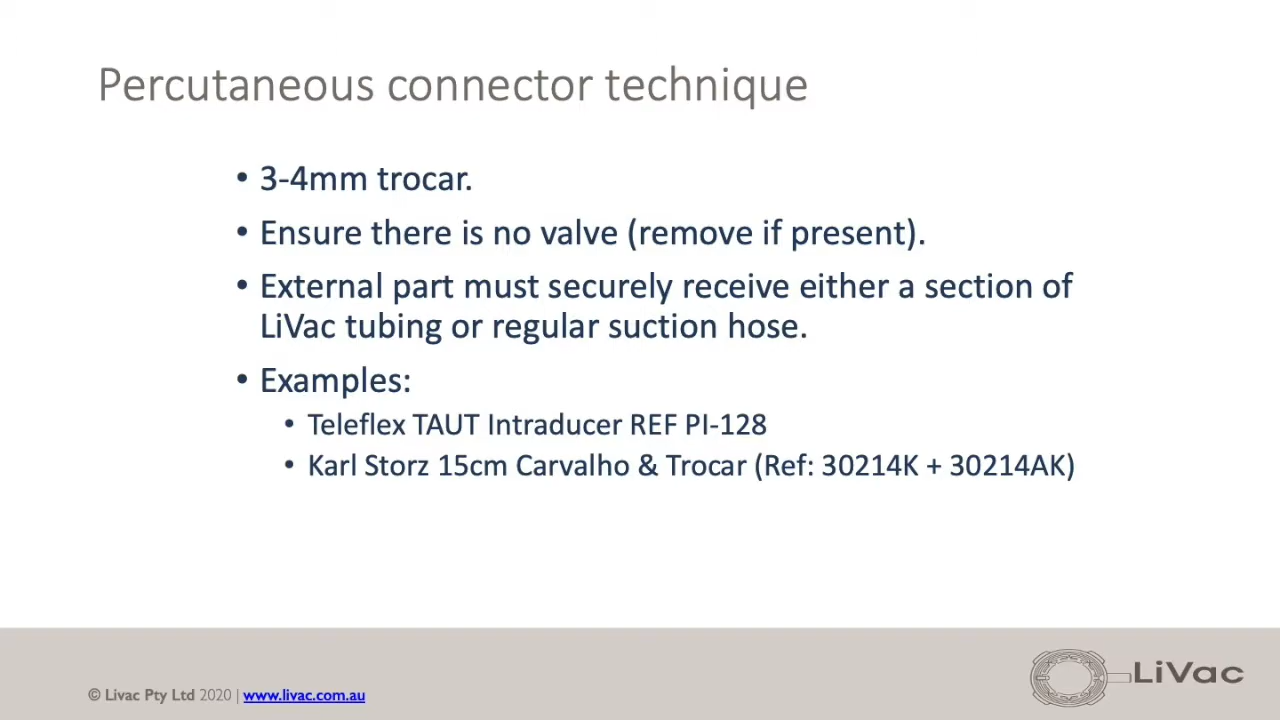 Percutaneous connector technique
• 3-4mm trocar.
• Ensure there is no valve (remove if present).
• External part must securely receive either a section of
LiVac tubing or regular suction hose.
• Examples:
• Teleflex TAUT Intraducer REF PI-128
• Karl Storz 15cm Carvalho & Trocar (Ref: 30214K + 30214AK)
© Livac Pty Ltd 2020 | www.livac.com.au
LiVac